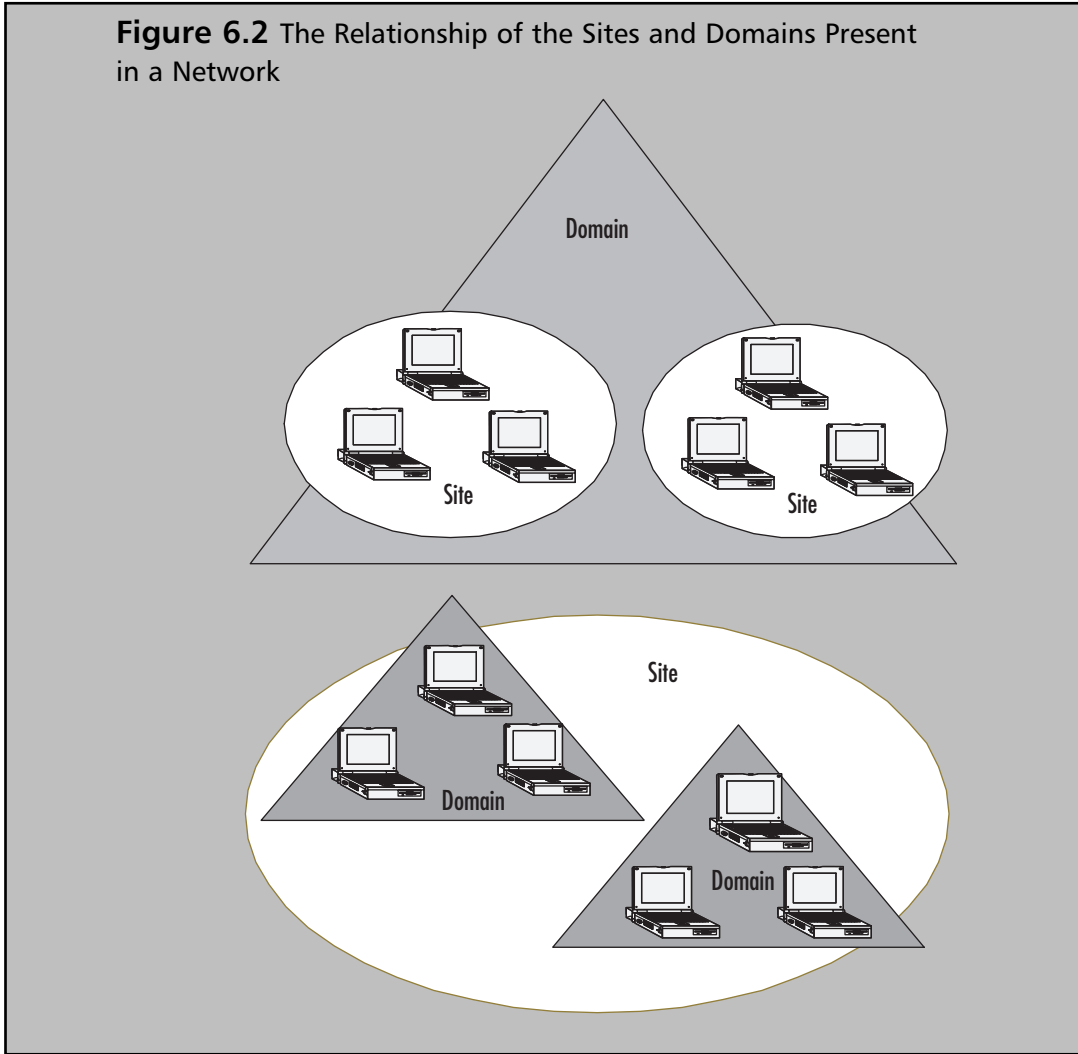 Figure 6.2 The Relationship of the Sites and Domains Present
in a Network
Domain
Site
Site
Site
Domain
Domain